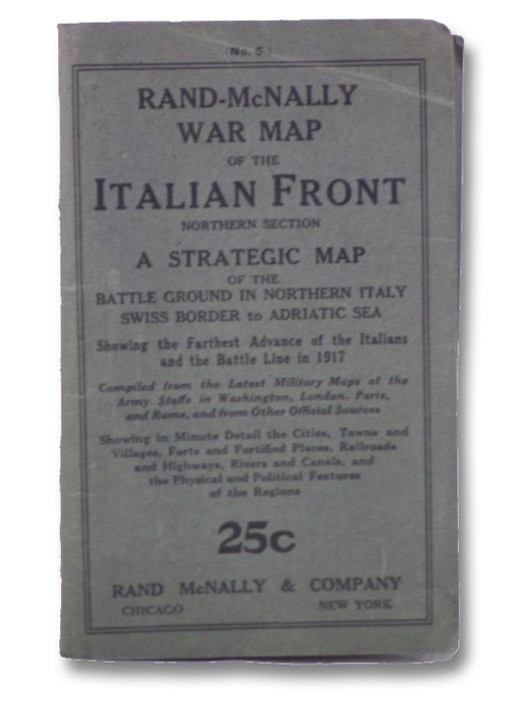 (No. 5.)
RAND-McNALLY
WAR MAP
OF THE
ITALIAN FRONT
NORTHERN SECTION
A STRATEGIC MAP
OF THE
BATTLE GROUND IN NORTHERN ITALY
SWISS BORDER to ADRIATIC SEA
Showing the Farthest Advance of the Italians
and the Battle Line in 1917
Compiled from the Latest Military Maps of the
Army Staffs in Washington, London, Paris,
and Rome, and from Other Official Sources
Showing in Minute Detail the Cities, Towns and
Villages, Forts and Fortified Places, Railroads
and Highways, Rivers and Canals, and
the Physical and Political Features
of the Regions
25c
RAND McNALLY & COMPANY
CHICAGO NEW YORK